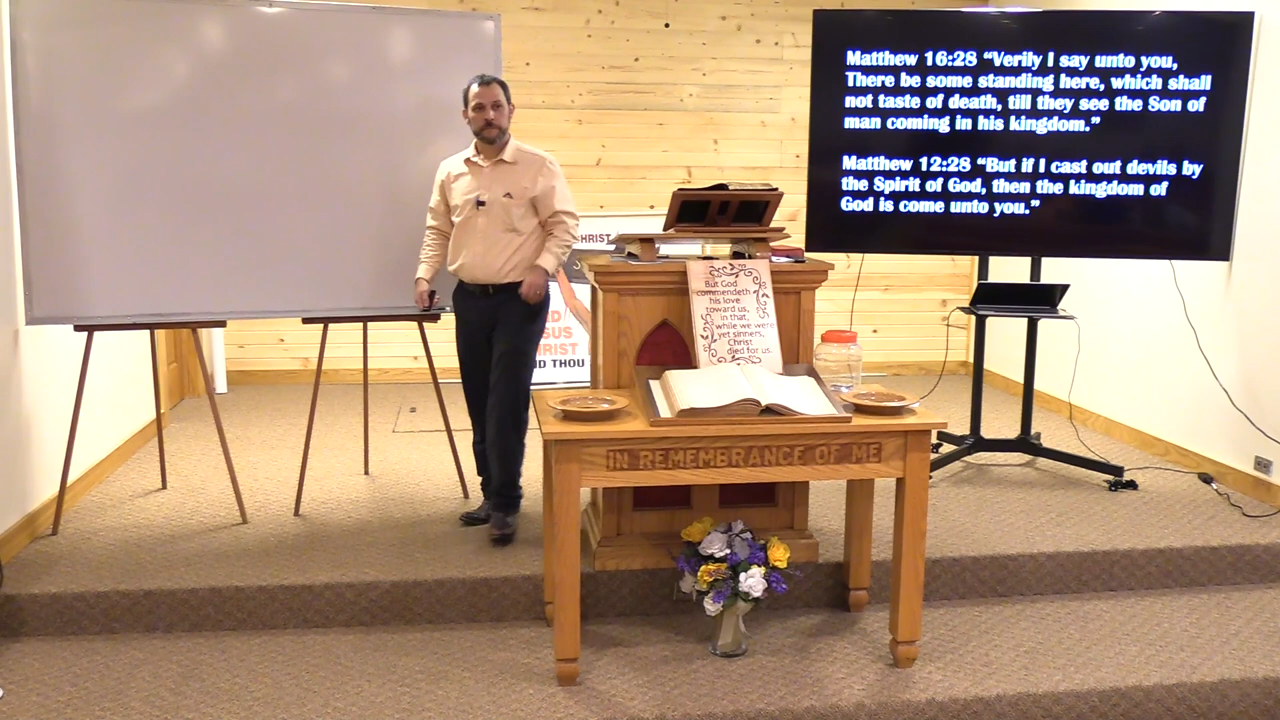 Matthew 16:28 “Verily I say unto you,
There be some standing here, which shall
not taste of death, till they see the Son of
man coming in his kingdom.”
Matthew 12:28 “But if I cast out devils by
the Spirit of God, then the kingdom of
God is come unto you.”
CHRIST
But God
commendeth
his love
toward us,
in that,
while we were
yet sinners,
Christ
died for us.
CHRIST
THOU
IN REMEMBRANCE OF ME